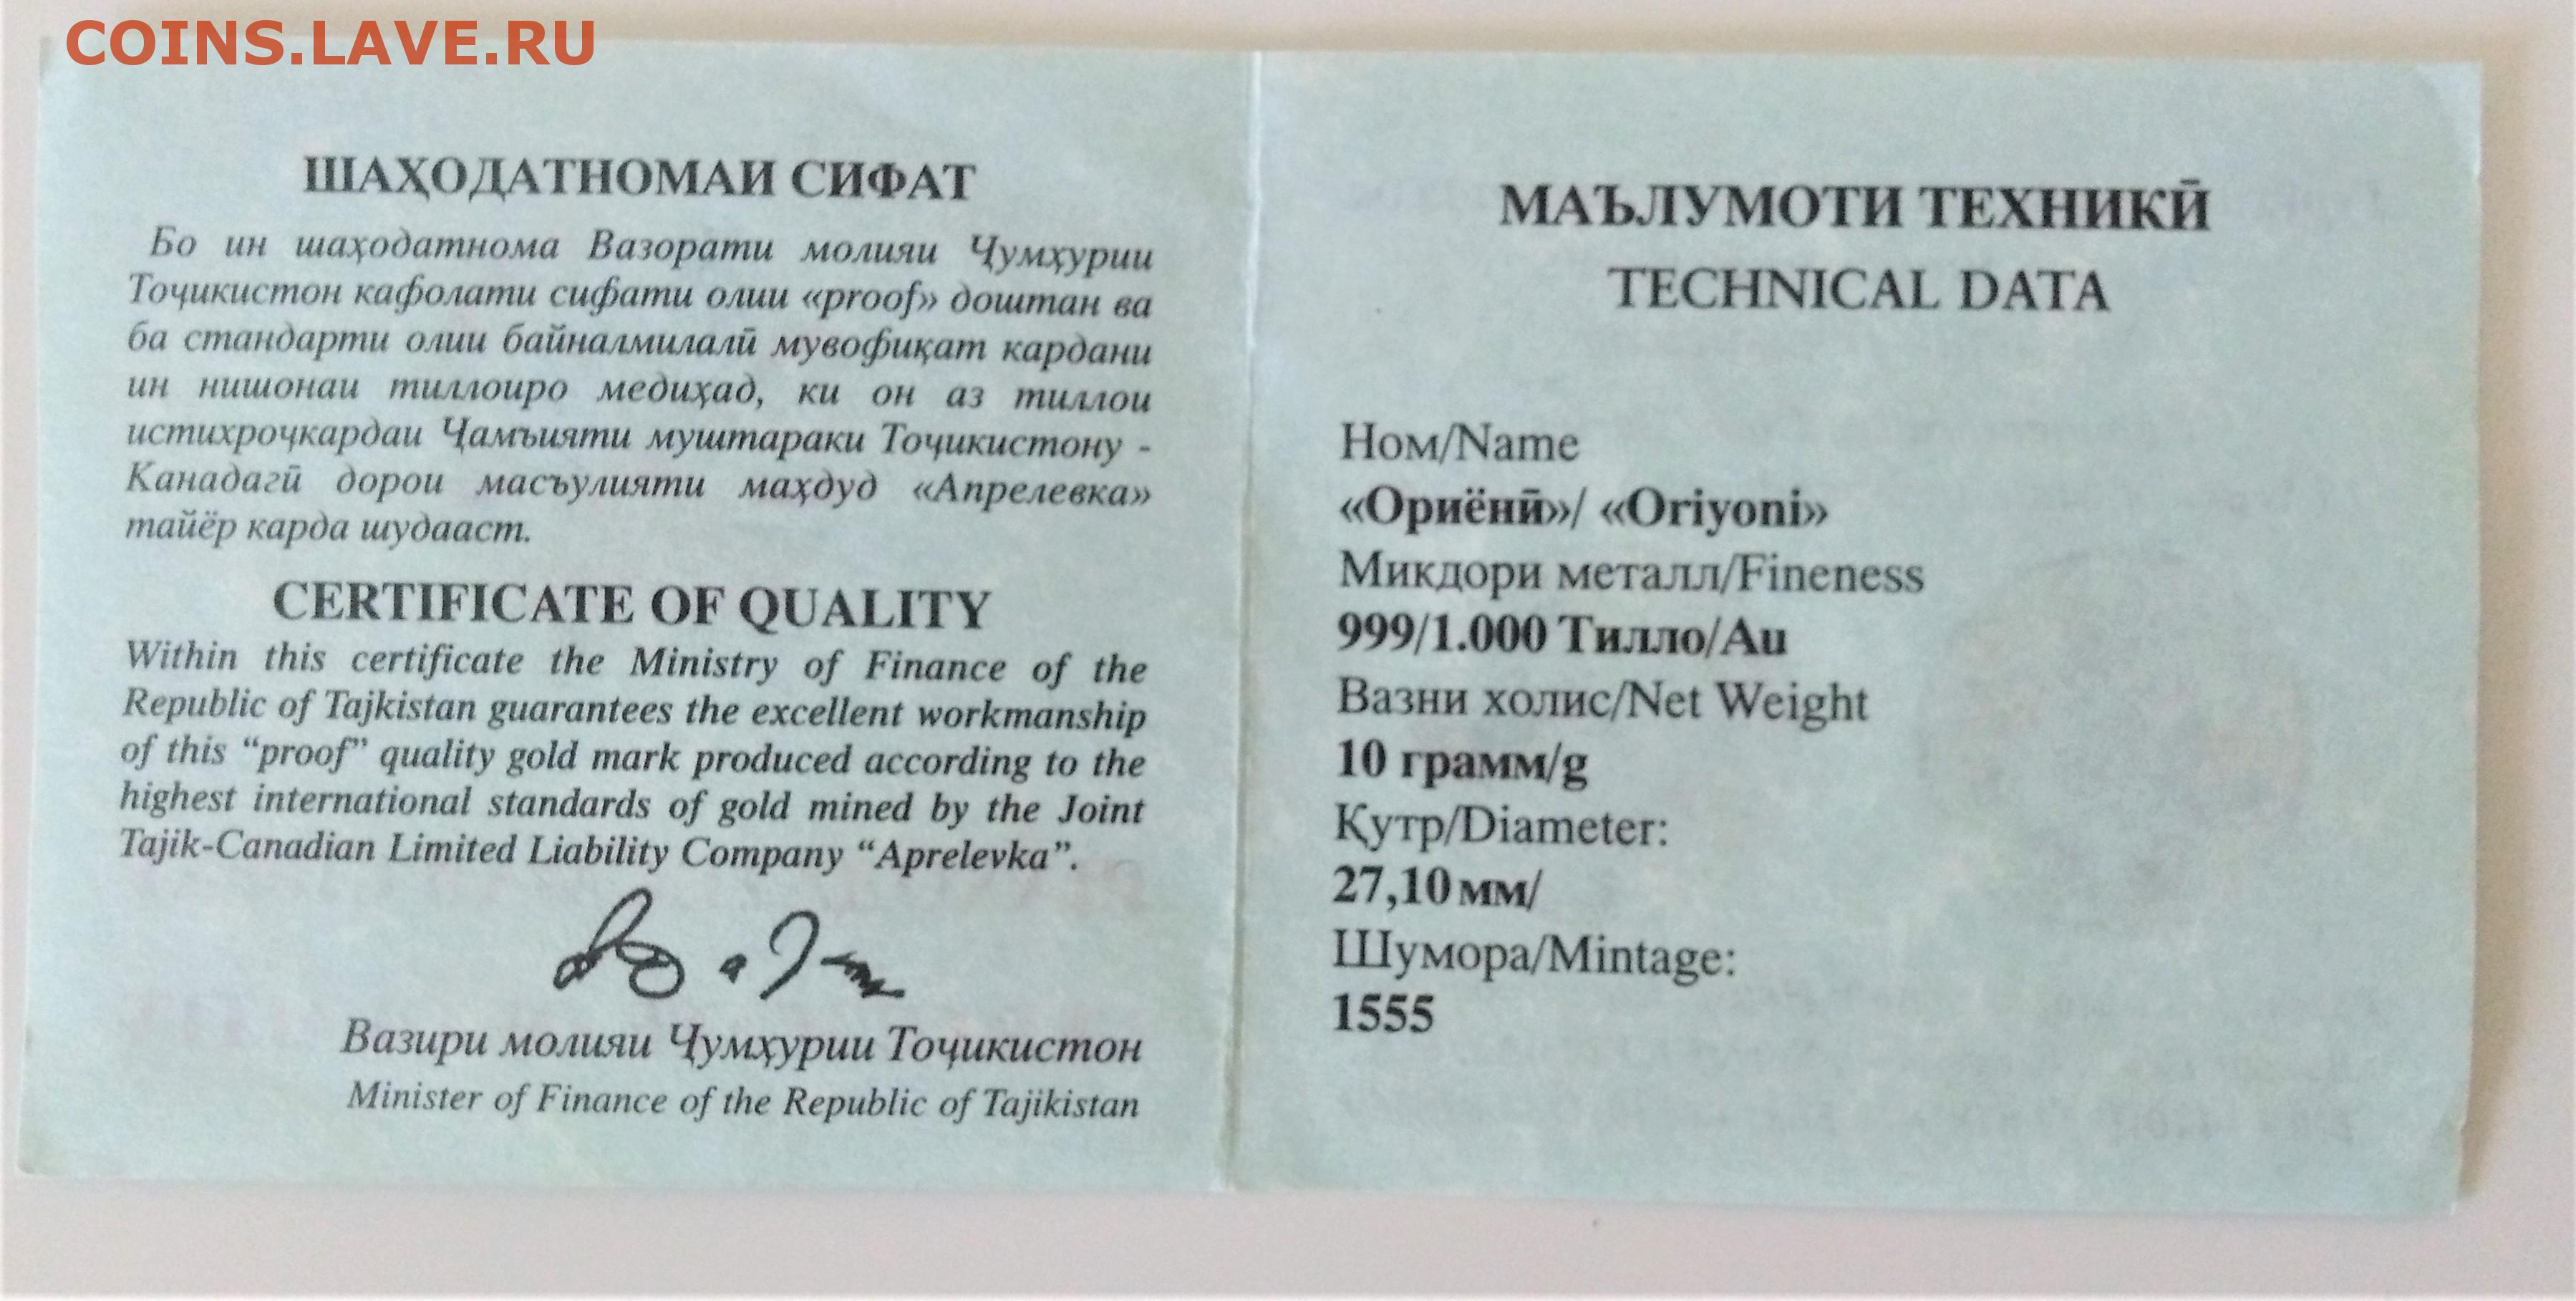 COINS.LAVE.RU
ШАҲОДАТНОМАИ СИФАТ
Бо ин шаҳодатнома Вазорати молияи Ҷумҳурии
Тоҷикистон кафолати сифати олии «proof» доштан ва
ба стандарти олии байналмилалӣ мувофиқат кардани
ин нишонаи тиллоиро медиҳад, ки он аз тиллои
истихроҷкардаи Ҷамъияти муштараки Тоҷикистону -
Канадагӣ дорои масъулияти маҳдуд «Апрелевка»
тайёр карда шудааст.
CERTIFICATE OF QUALITY
Within this certificate the Ministry of Finance of the
Republic of Tajkistan guarantees the excellent workmanship
of this “proof” quality gold mark produced according to the
highest international standards of gold mined by the Joint
Tajik-Canadian Limited Liability Company “Aprelevka”.
Вазири молияи Ҷумҳурии Тоҷикистон
Minister of Finance of the Republic of Tajikistan
МАЪЛУМОТИ ТЕХНИКӢ
TECHNICAL DATA
Ном/Name
«Ориёнӣ»/ «Oriyoni»
Микдори металл/Fineness
999/1.000 Тилло/Au
Вазни холис/Net Weight
10 грамм/g
Қутр/Diameter:
27,10 мм/
Шумора/Mintage:
1555